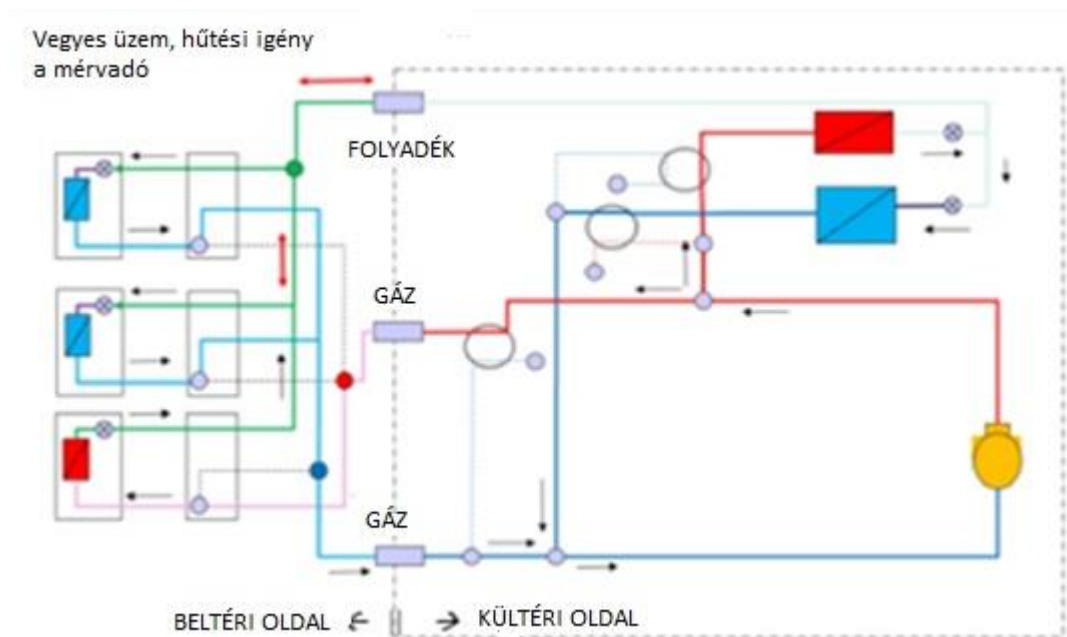 Vegyes üzem, hűtési igény
a mérvadó
FOLYADÉK
GÁZ
GÁZ
BELTÉRI OLDAL
KÜLTÉRI OLDAL